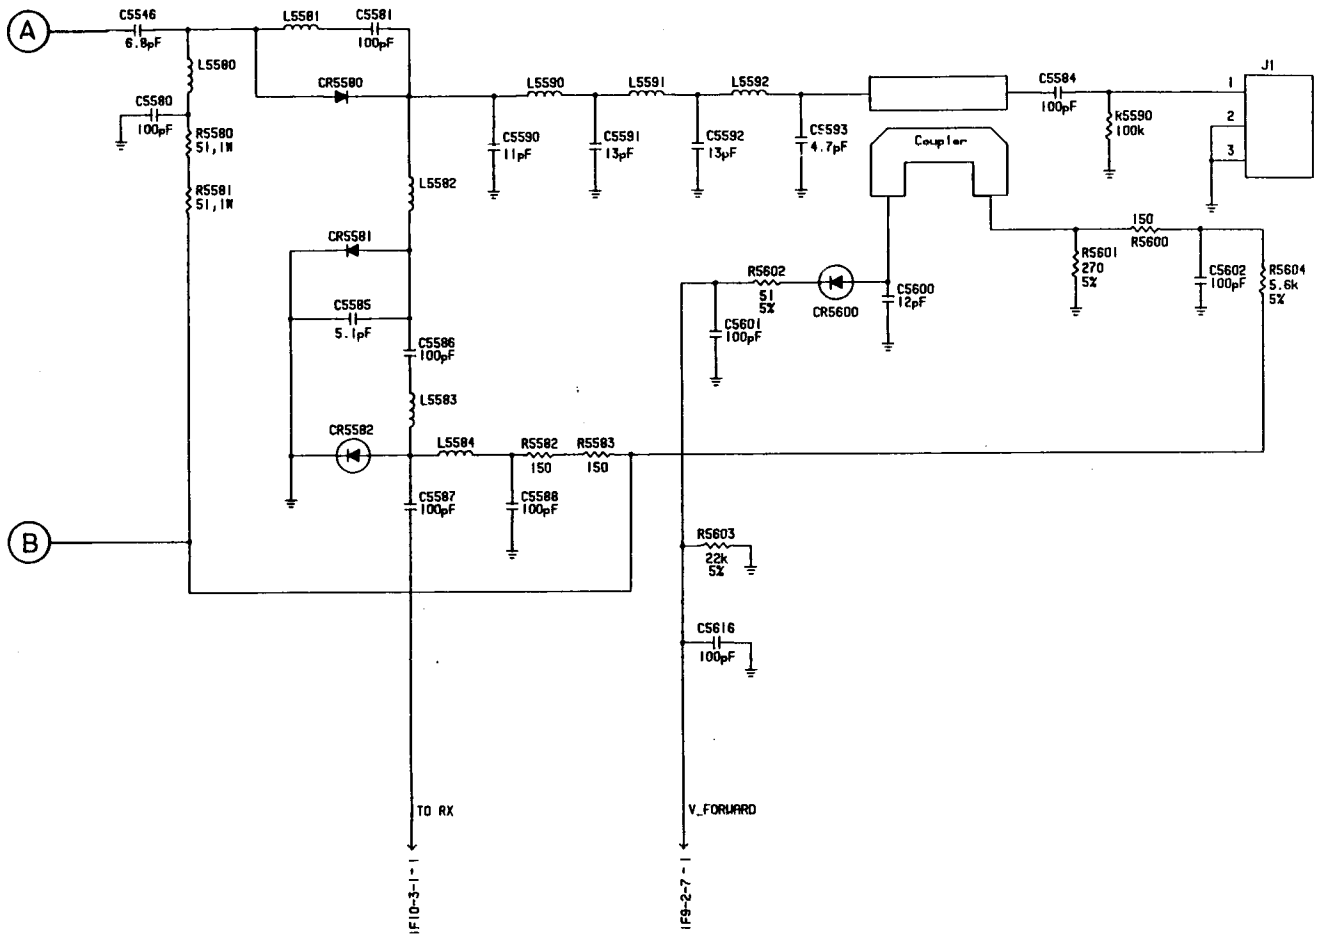 A
C5546
6.8pF
L5581
C5581
100pF
L5580
CR5580
C5580
100pF
R5580
51,1W
R5581
51,1W
L5590
L5591
L5592
C5590
11pF
C5591
13pF
C5592
13pF
C5593
4.7pF
Coupler
C5584
100pF
R5590
100k
J1
1
2
3
L5582
CR5581
C5585
5.1pF
C5586
100pF
L5583
CR5582
L5584
R5582
150
R5583
150
C5587
100pF
C5588
100pF
R5602
51
5%
CR5600
C5600
12pF
C5601
100pF
R5601
270
5%
150
R5600
C5602
100pF
R5604
5.6k
5%
B
R5603
22k
5%
C5616
100pF
TO RX
V_FORWARD
1F10-3-1-1
1F9-2-7-1